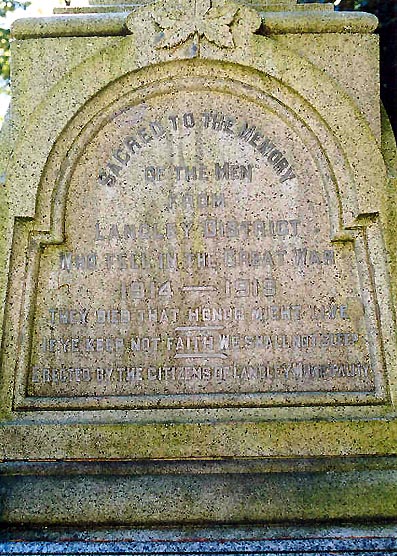 SACRED TO THE MEMORY
OF THE MEN
FROM
LANGLEY DISTRICT
WHO FELL IN THE GREAT WAR
1914 — 1918
THEY DIED THAT HONOR MIGHT LIVE
IF YE KEEP NOT FAITH WE SHALL NOT SLEEP
ERECTED BY THE CITIZENS OF LANGLEY MUNICIPALITY